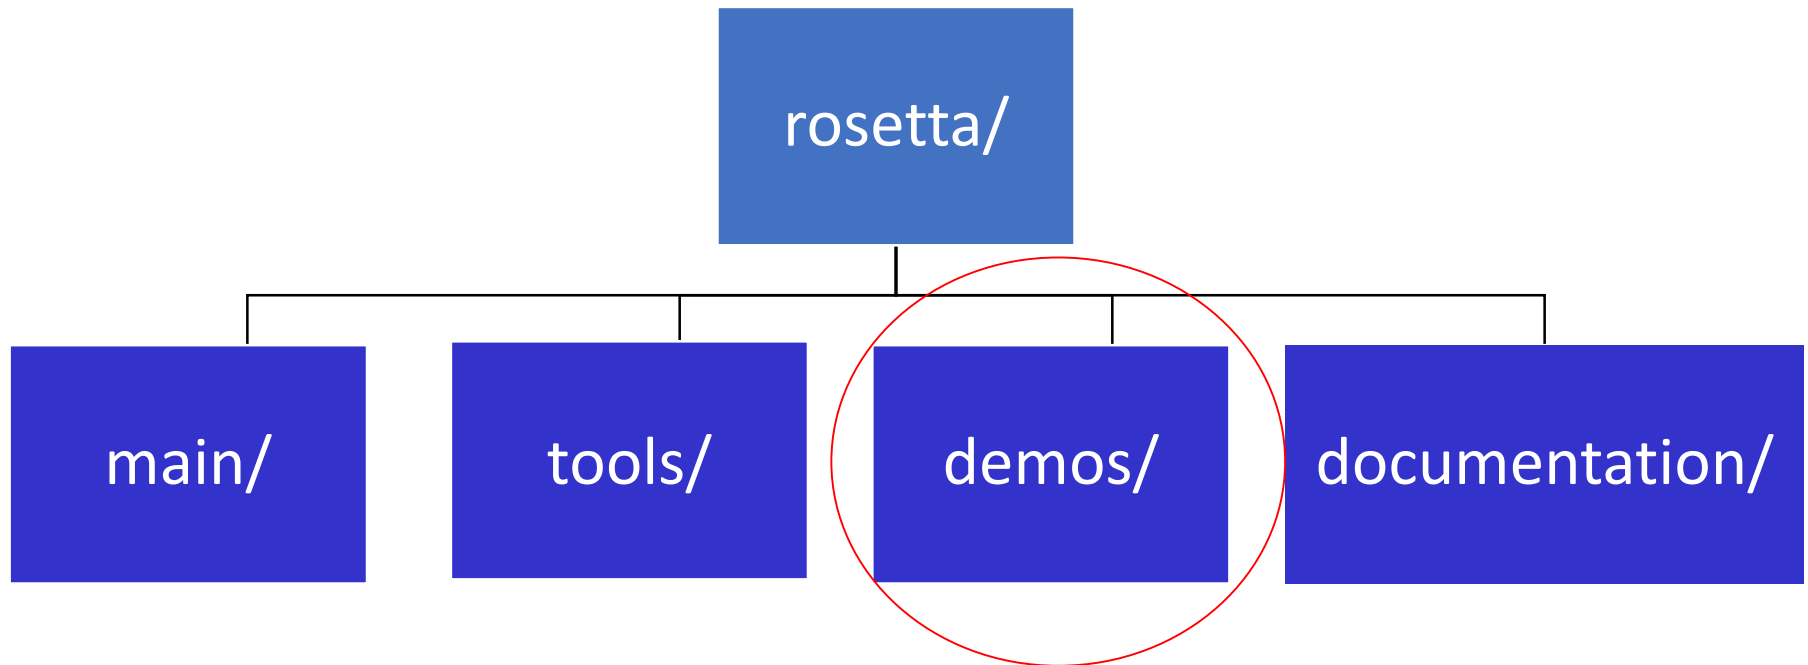 rosetta/
main/
tools/
demos/
documentation/